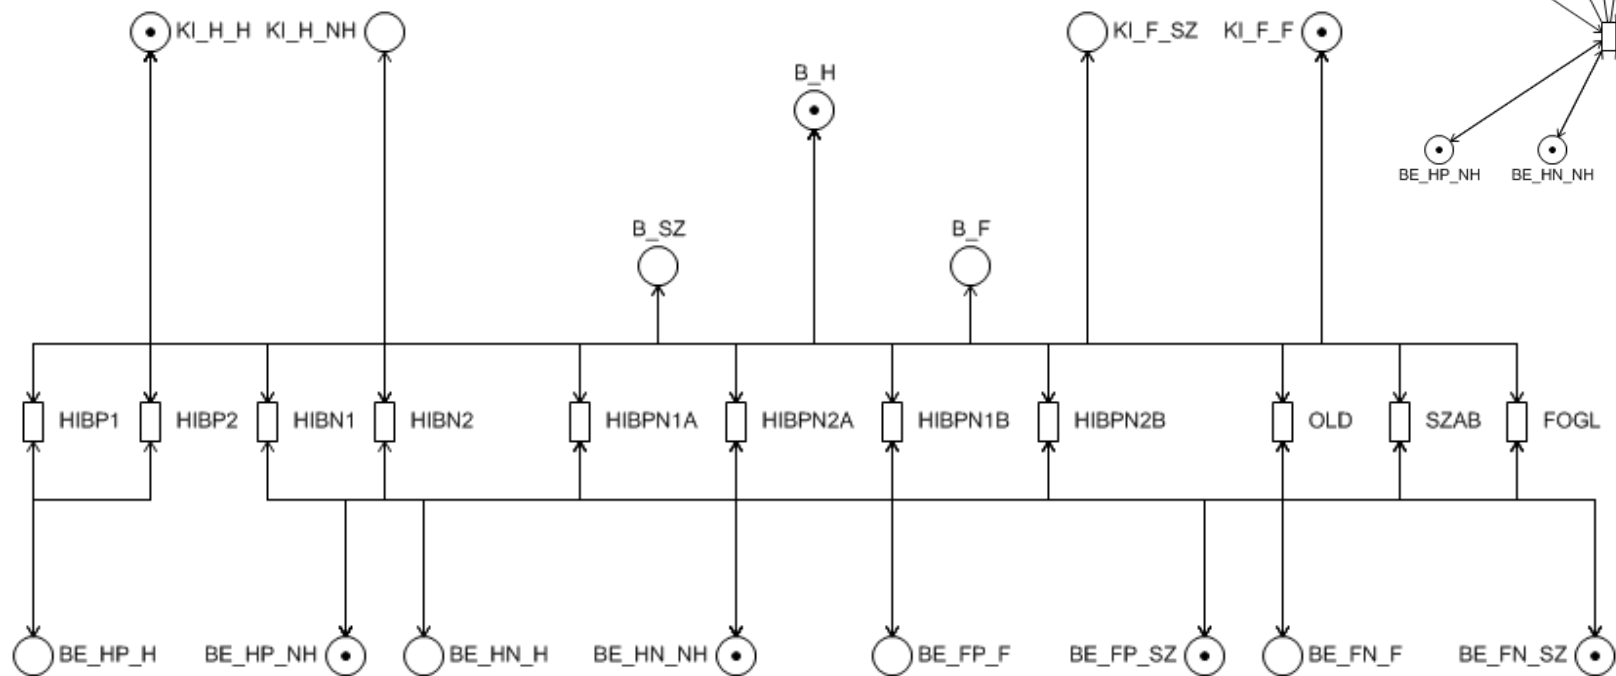 KI_H_H KI_H_NH KI_F_SZ KI_F_F
B_H
BE_HP_NH BE_HN_NH
B_SZ B_F
HIBP1 HIBP2 HIBN1 HIBN2 HIBPN1A HIBPN2A HIBPN1B HIBPN2B OLD SZAB FOGL
BE_HP_H BE_HP_NH BE_HN_H BE_HN_NH BE_FP_F BE_FP_SZ BE_FN_F BE_FN_SZ